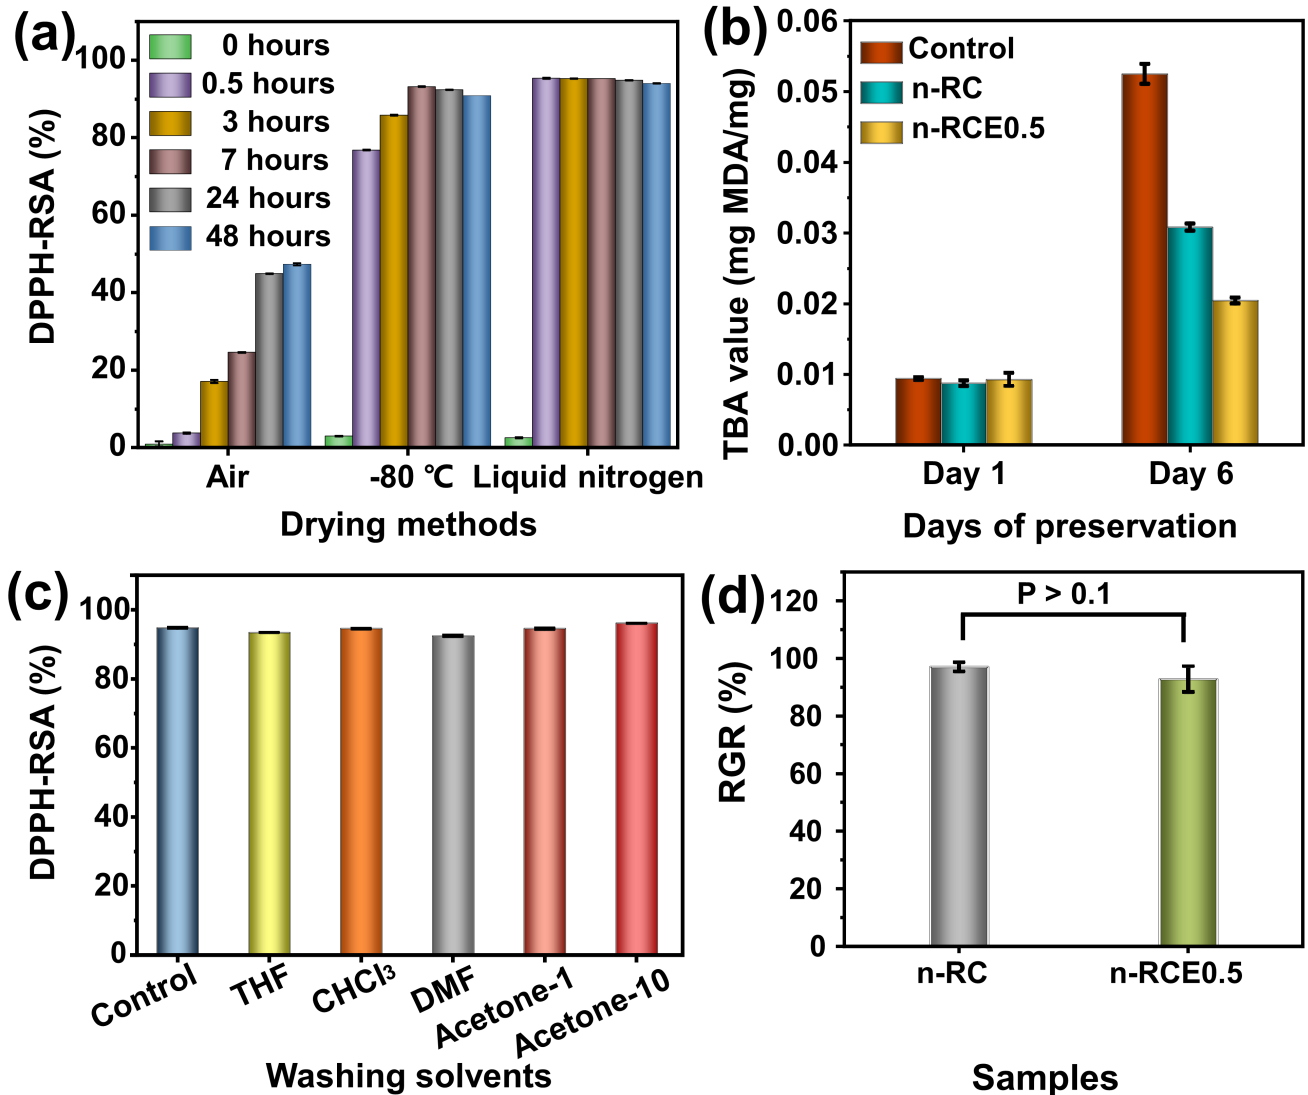 (a)
DPPH-RSA (%)
100
80
60
40
20
0
0 hours
0.5 hours
3 hours
7 hours
24 hours
48 hours
Air
-80 ℃
Liquid nitrogen
Drying methods
(b)
TBA value (mg MDA/mg)
0.06
0.05
0.04
0.03
0.02
0.01
0.00
Control
n-RC
n-RCE0.5
Day 1
Day 6
Days of preservation
(c)
DPPH-RSA (%)
100
80
60
40
20
0
Control
THF
CHCl3
DMF
Acetone-1
Acetone-10
Washing solvents
(d)
RGR (%)
120
100
80
60
40
20
0
P > 0.1
n-RC
n-RCE0.5
Samples